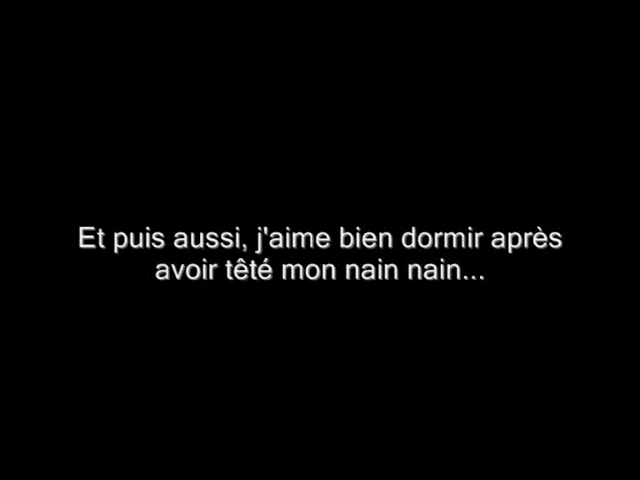 Et puis aussi, j'aime bien dormir après
avoir têté mon nain nain...